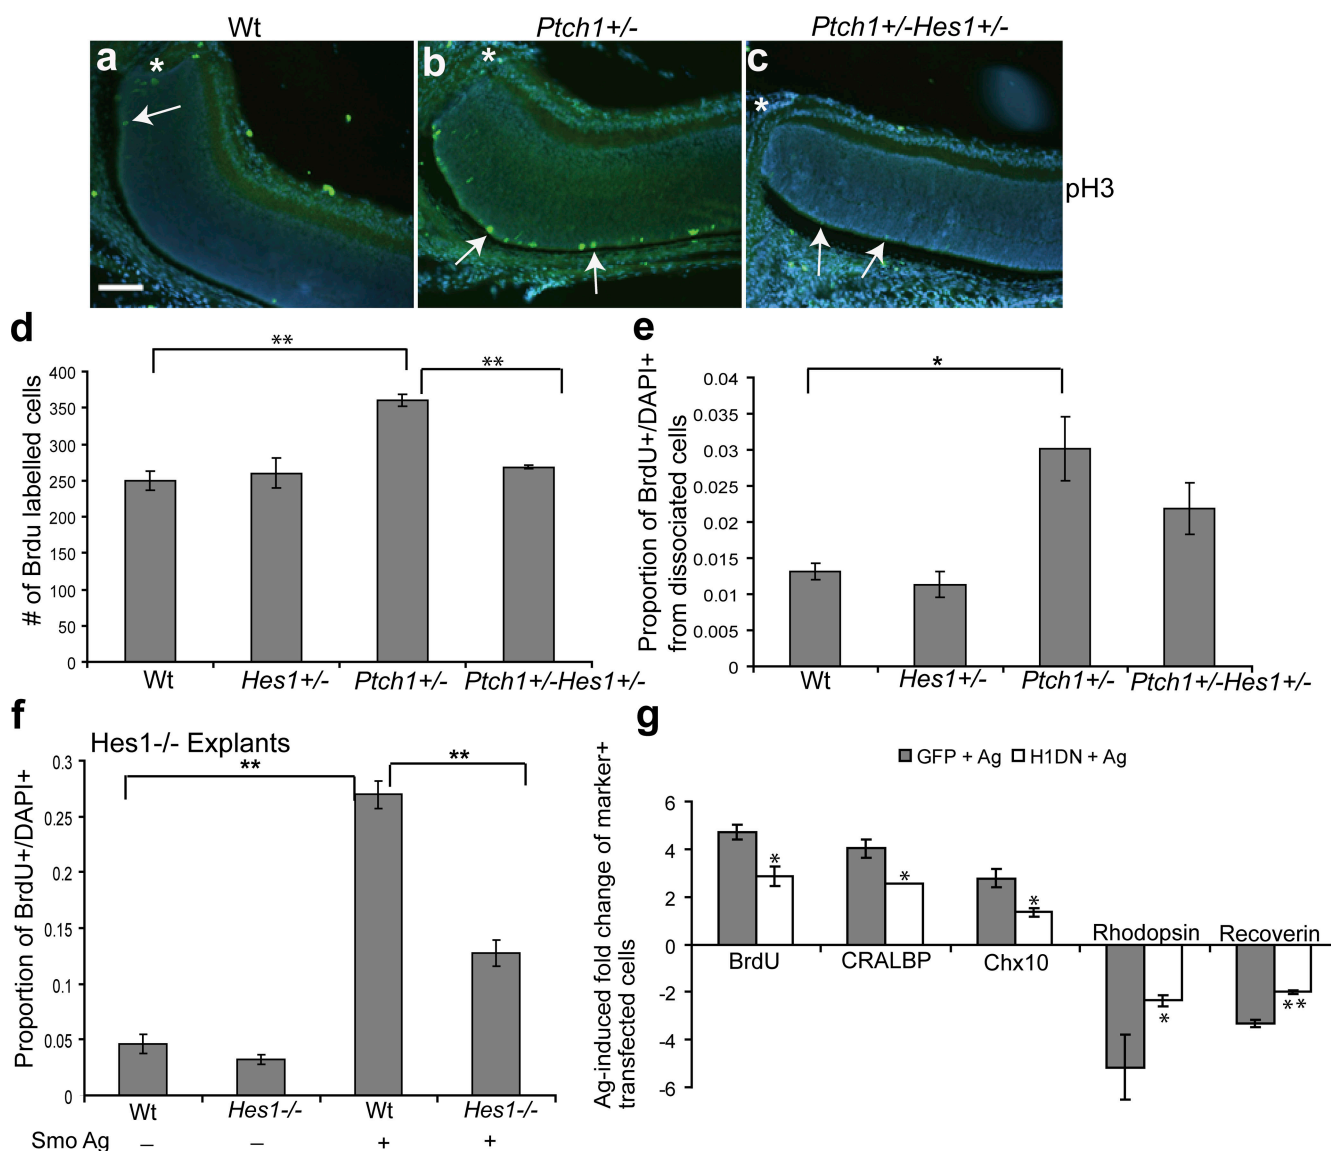 Wt Ptch1+/- Ptch1+/-Hes1+/-
a b c
* * *
pH3
d
# of Brdu labelled cells
** **
400
350
300
250
200
150
100
50
0
Wt Hes1+/- Ptch1+/- Ptch1+/-Hes1+/-
e
Proportion of BrdU+/DAPI+
from dissociated cells
*
0.04
0.035
0.03
0.025
0.02
0.015
0.01
0.005
0
Wt Hes1+/- Ptch1+/- Ptch1+/-Hes1+/-
f
Hes1-/- Explants
Proportion of BrdU+/DAPI+
** **
0.3
0.25
0.2
0.15
0.1
0.05
0
Wt Hes1-/- Wt Hes1-/-
Smo Ag – – + +
g
GFP + Ag H1DN + Ag
Ag-induced fold change of marker+
transfected cells
6
4
2
0
-2
-4
-6
* * * * **
BrdU CRALBP Chx10 Rhodopsin Recoverin